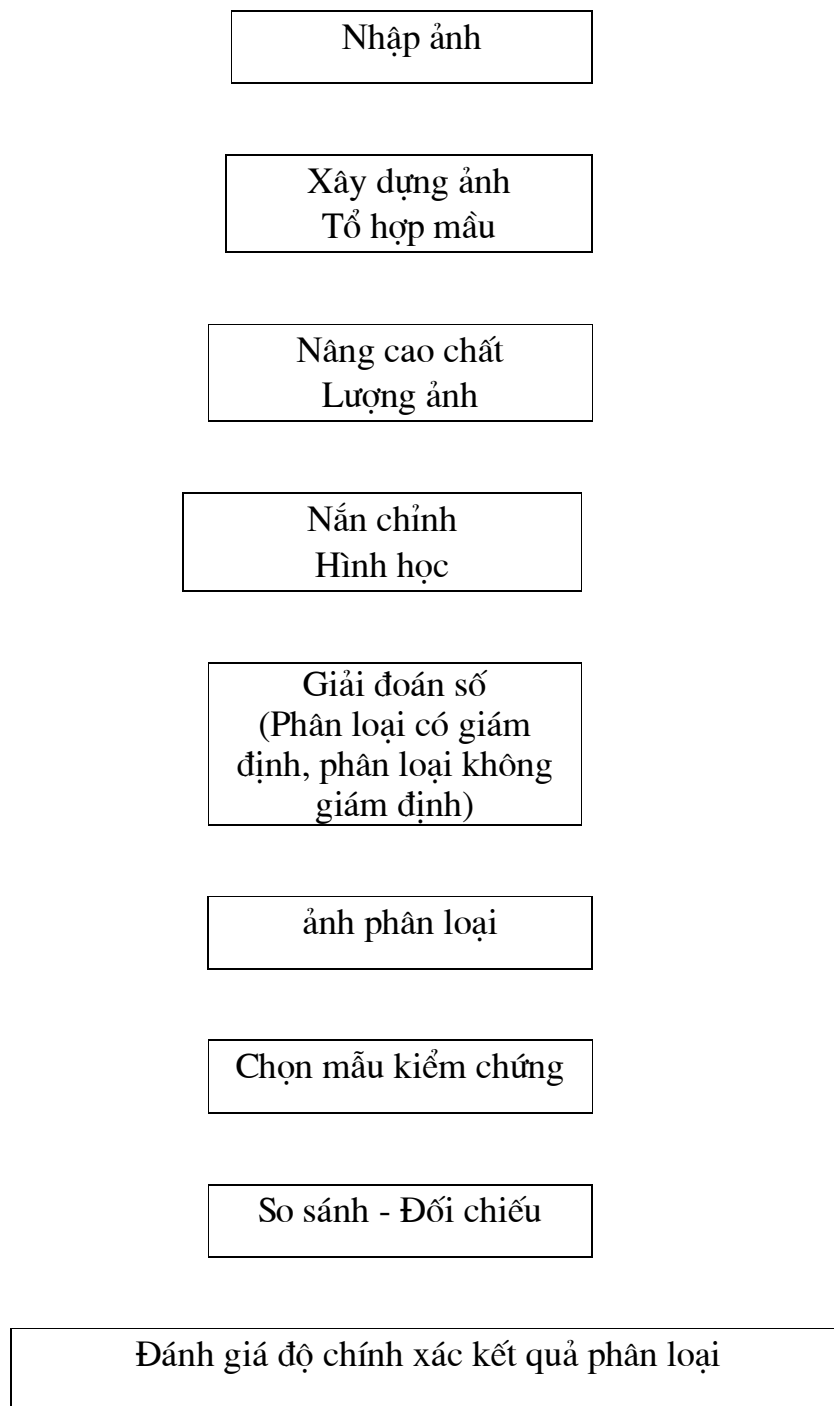 Nhập ảnh
Xây dựng ảnh
Tổ hợp mầu
Nâng cao chất
Lượng ảnh
Nắn chỉnh
Hình học
Giải đoán số
(Phân loại có giám
định, phân loại không
giám định)
ảnh phân loại
Chọn mẫu kiểm chứng
So sánh - Đối chiếu
Đánh giá độ chính xác kết quả phân loại